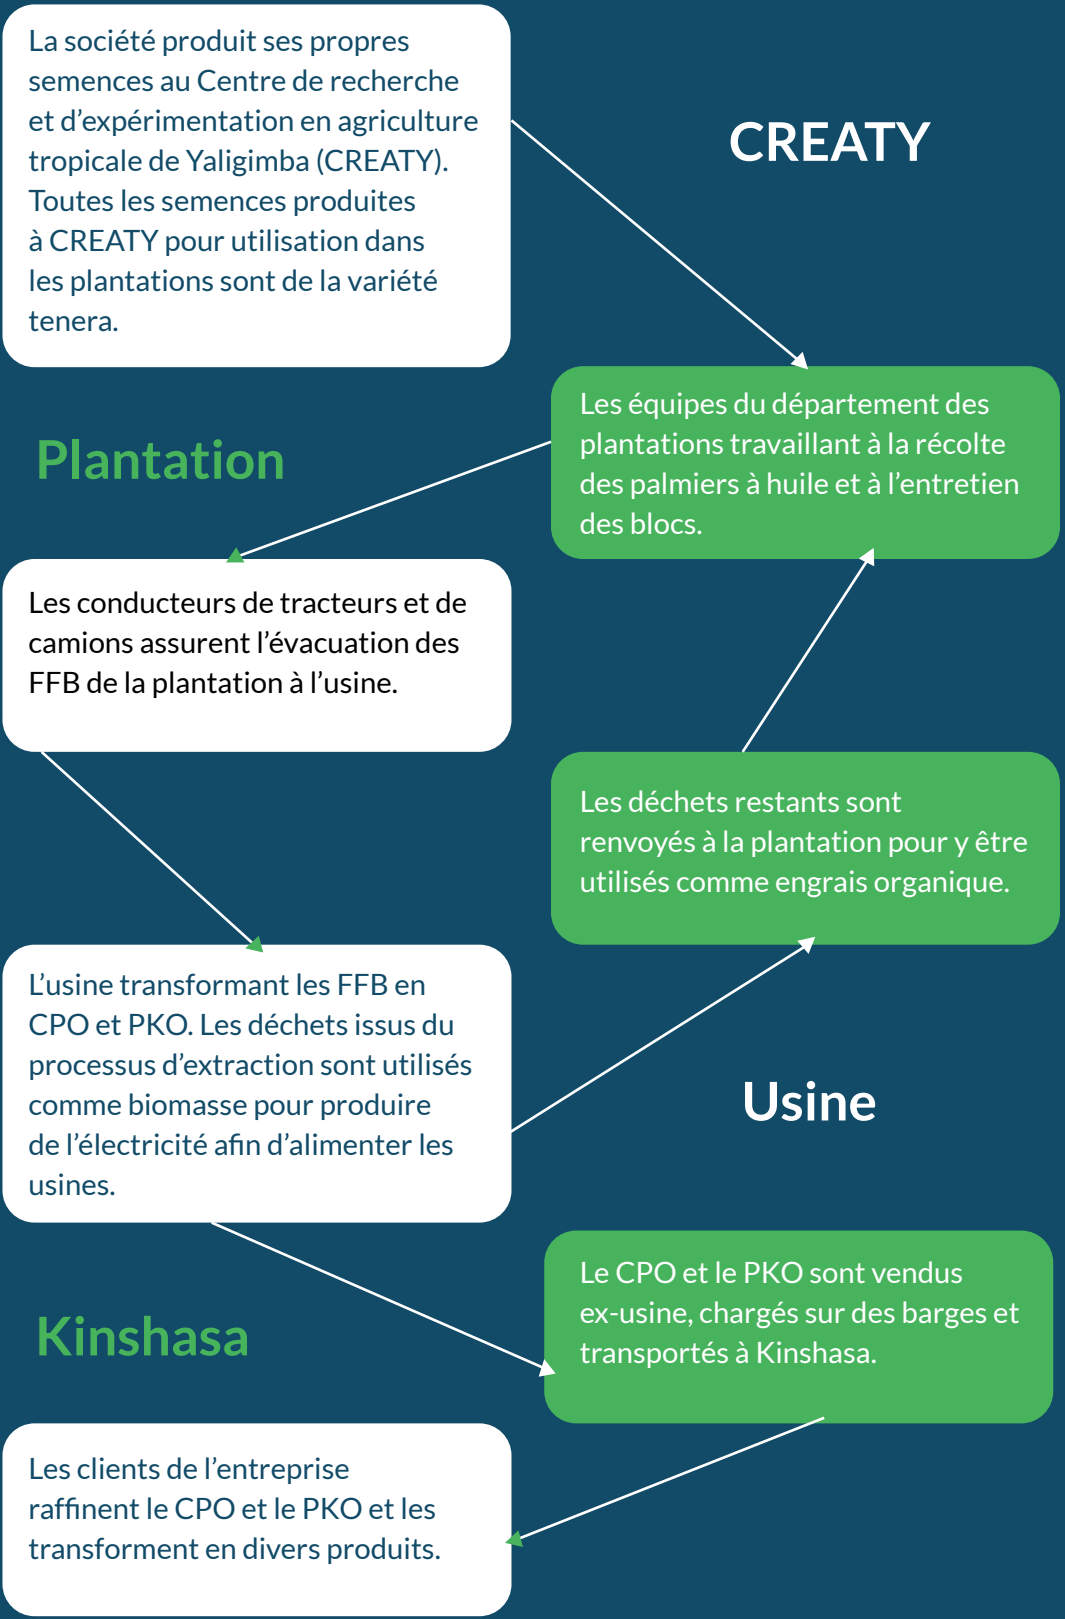 La société produit ses propres
semences au Centre de recherche
et d’expérimentation en agriculture
tropicale de Yaligimba (CREATY).
Toutes les semences produites
à CREATY pour utilisation dans
les plantations sont de la variété
tenera.
CREATY
Les équipes du département des
plantations travaillant à la récolte
des palmiers à huile et à l’entretien
des blocs.
Plantation
Les conducteurs de tracteurs et de
camions assurent l’évacuation des
FFB de la plantation à l’usine.
Les déchets restants sont
renvoyés à la plantation pour y être
utilisés comme engrais organique.
L’usine transformant les FFB en
CPO et PKO. Les déchets issus du
processus d’extraction sont utilisés
comme biomasse pour produire
de l’électricité afin d’alimenter les
usines.
Usine
Le CPO et le PKO sont vendus
ex-usine, chargés sur des barges et
transportés à Kinshasa.
Kinshasa
Les clients de l’entreprise
raffinent le CPO et le PKO et les
transforment en divers produits.